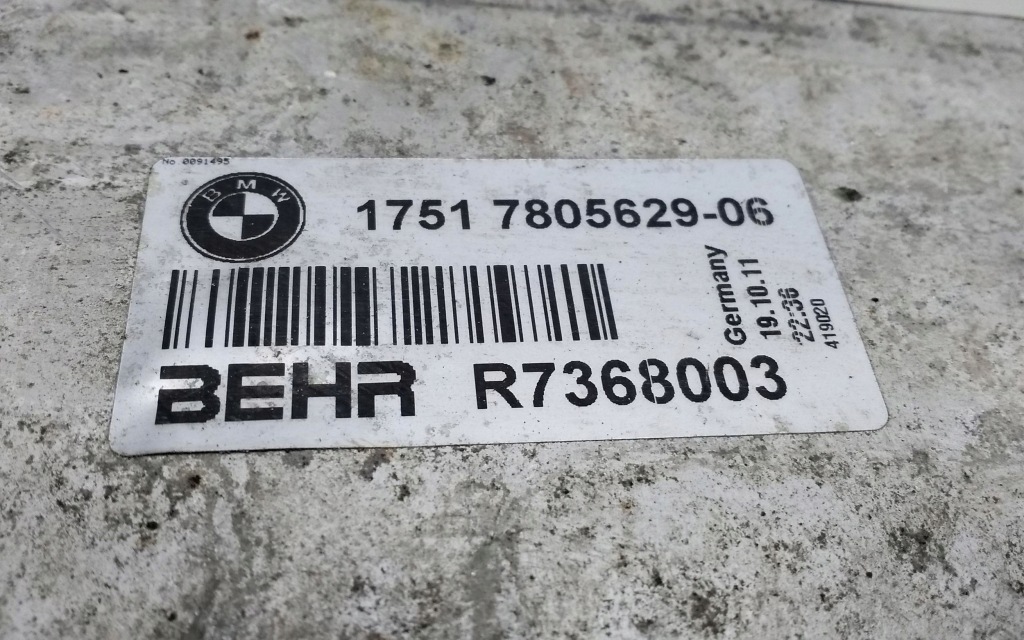 No 0091495
BMW
1751 7805629-06
Germany
19.10.11
22:36
419020
BEHR R7368003